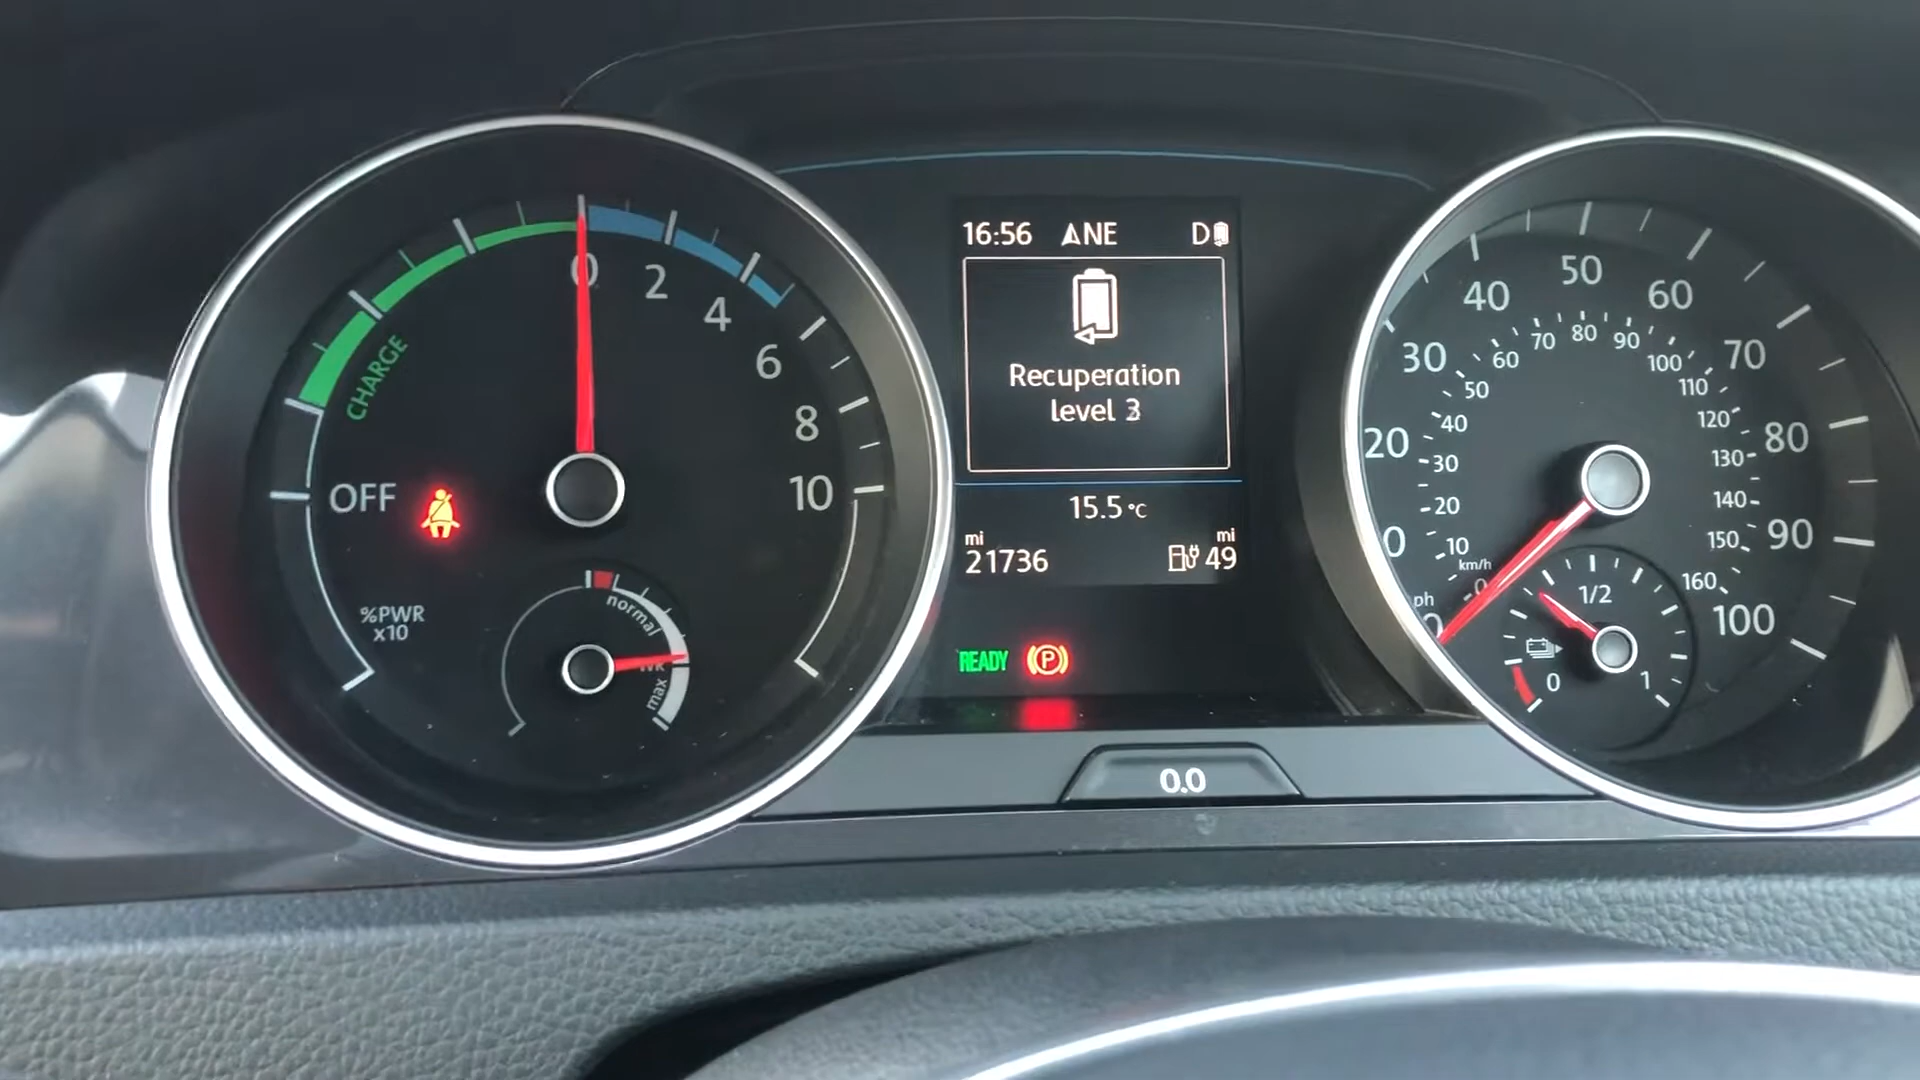 16:56 NE D
Recuperation
level 3
15.5 °C
mi
21736
mi
49
READY
P
0.0
0
2
4
6
8
10
CHARGE
OFF
%PWR
x10
normal
max
20
30
40
50
60
70
80
90
100
km/h
0
10
20
30
40
50
60
70
80
90
100
110
120
130
140
150
160
0
1/2
1